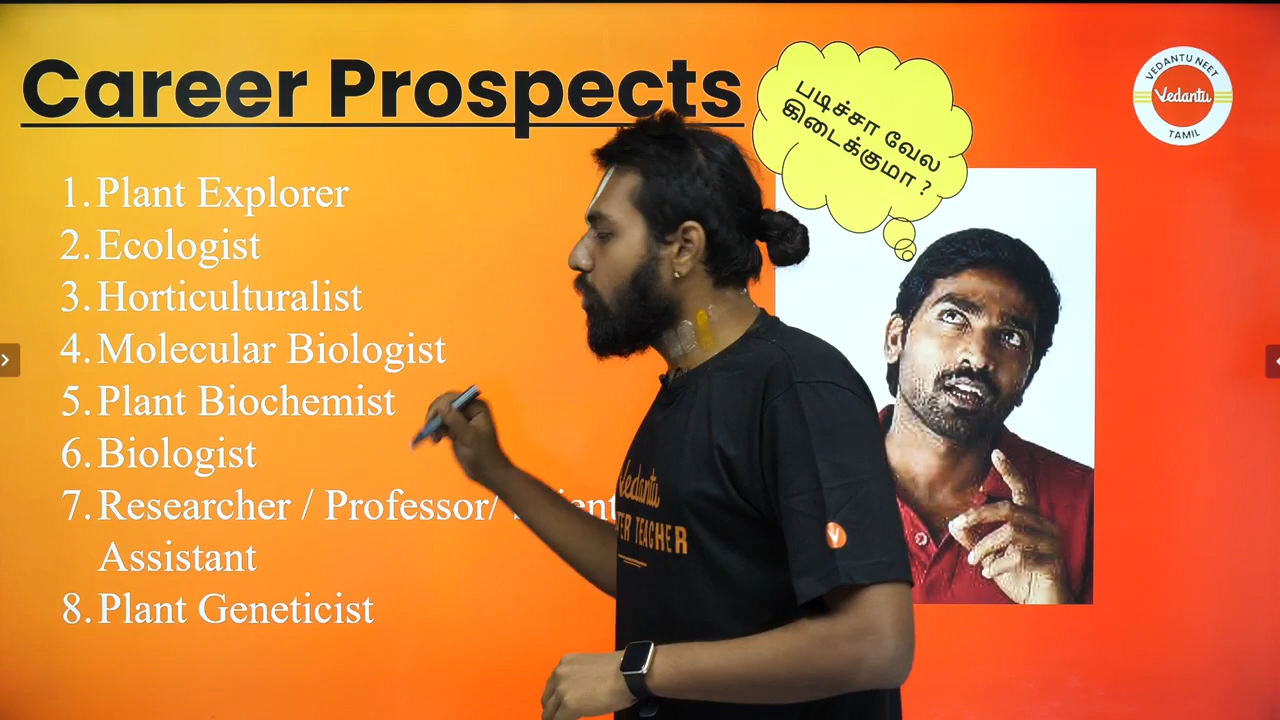 Career Prospects
படிச்சா வேல
கிடைக்குமா ?
VEDANTU NEET
Vedantu
TAMIL
1. Plant Explorer
2. Ecologist
3. Horticulturalist
4. Molecular Biologist
5. Plant Biochemist
6. Biologist
7. Researcher / Professor/
Assistant
8. Plant Geneticist
Vedantu
TEACHER